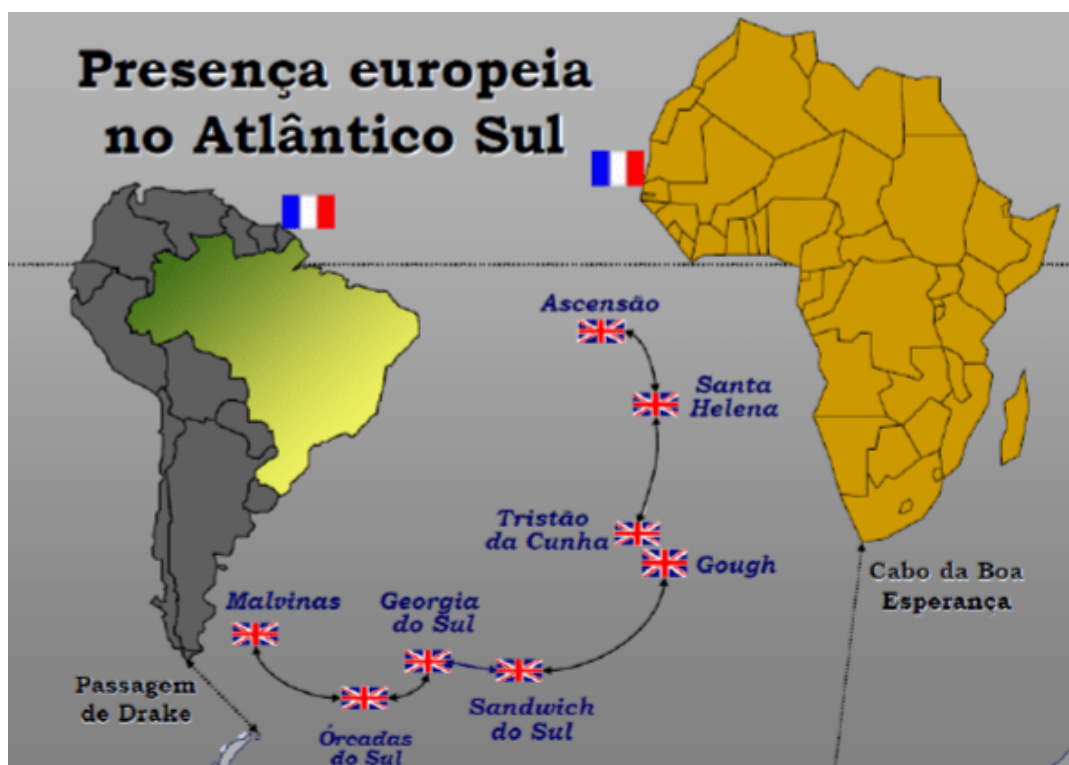 Presença europeia
no Atlântico Sul
Ascensão
Santa
Helena
Tristão
da Cunha
Gough
Cabo da Boa
Esperança
Malvinas
Georgia
do Sul
Passagem
de Drake
Órcadas
do Sul
Sandwich
do Sul